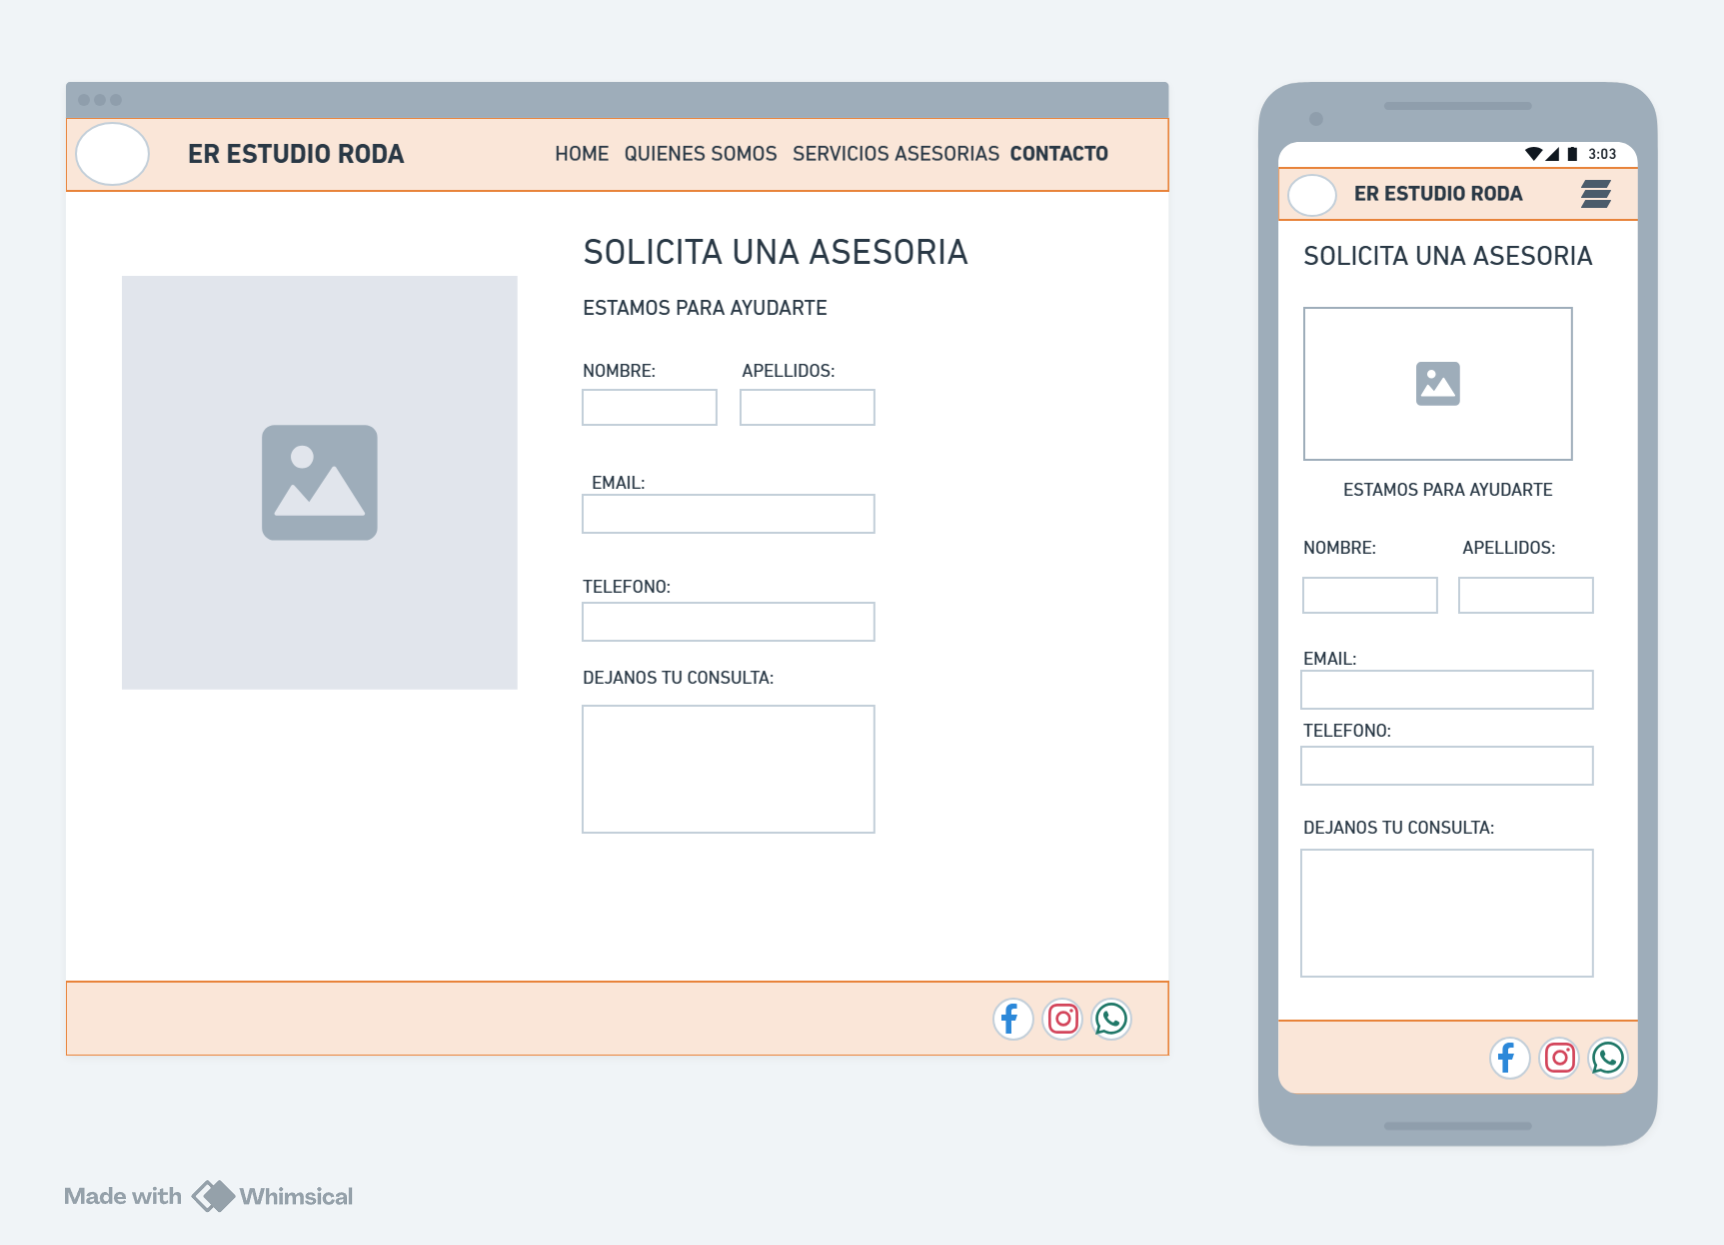 ER ESTUDIO RODA
HOME QUIENES SOMOS SERVICIOS ASESORIAS CONTACTO
SOLICITA UNA ASESORIA
ESTAMOS PARA AYUDARTE
NOMBRE: APELLIDOS:
EMAIL:
TELEFONO:
DEJANOS TU CONSULTA:
3:03
ER ESTUDIO RODA
SOLICITA UNA ASESORIA
ESTAMOS PARA AYUDARTE
NOMBRE: APELLIDOS:
EMAIL:
TELEFONO:
DEJANOS TU CONSULTA:
Made with Whimsical